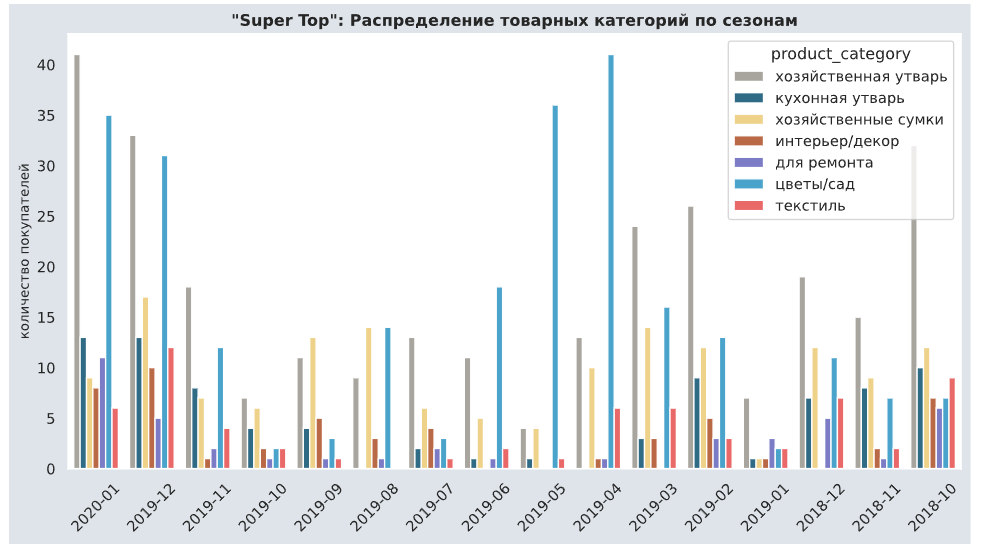 "Super Top": Распределение товарных категорий по сезонам
количество покупателей
40
35
30
25
20
15
10
5
0
product_category
хозяйственная утварь
кухонная утварь
хозяйственные сумки
интерьер/декор
для ремонта
цветы/сад
текстиль
2020-01
2019-12
2019-11
2019-10
2019-09
2019-08
2019-07
2019-06
2019-05
2019-04
2019-03
2019-02
2019-01
2018-12
2018-11
2018-10